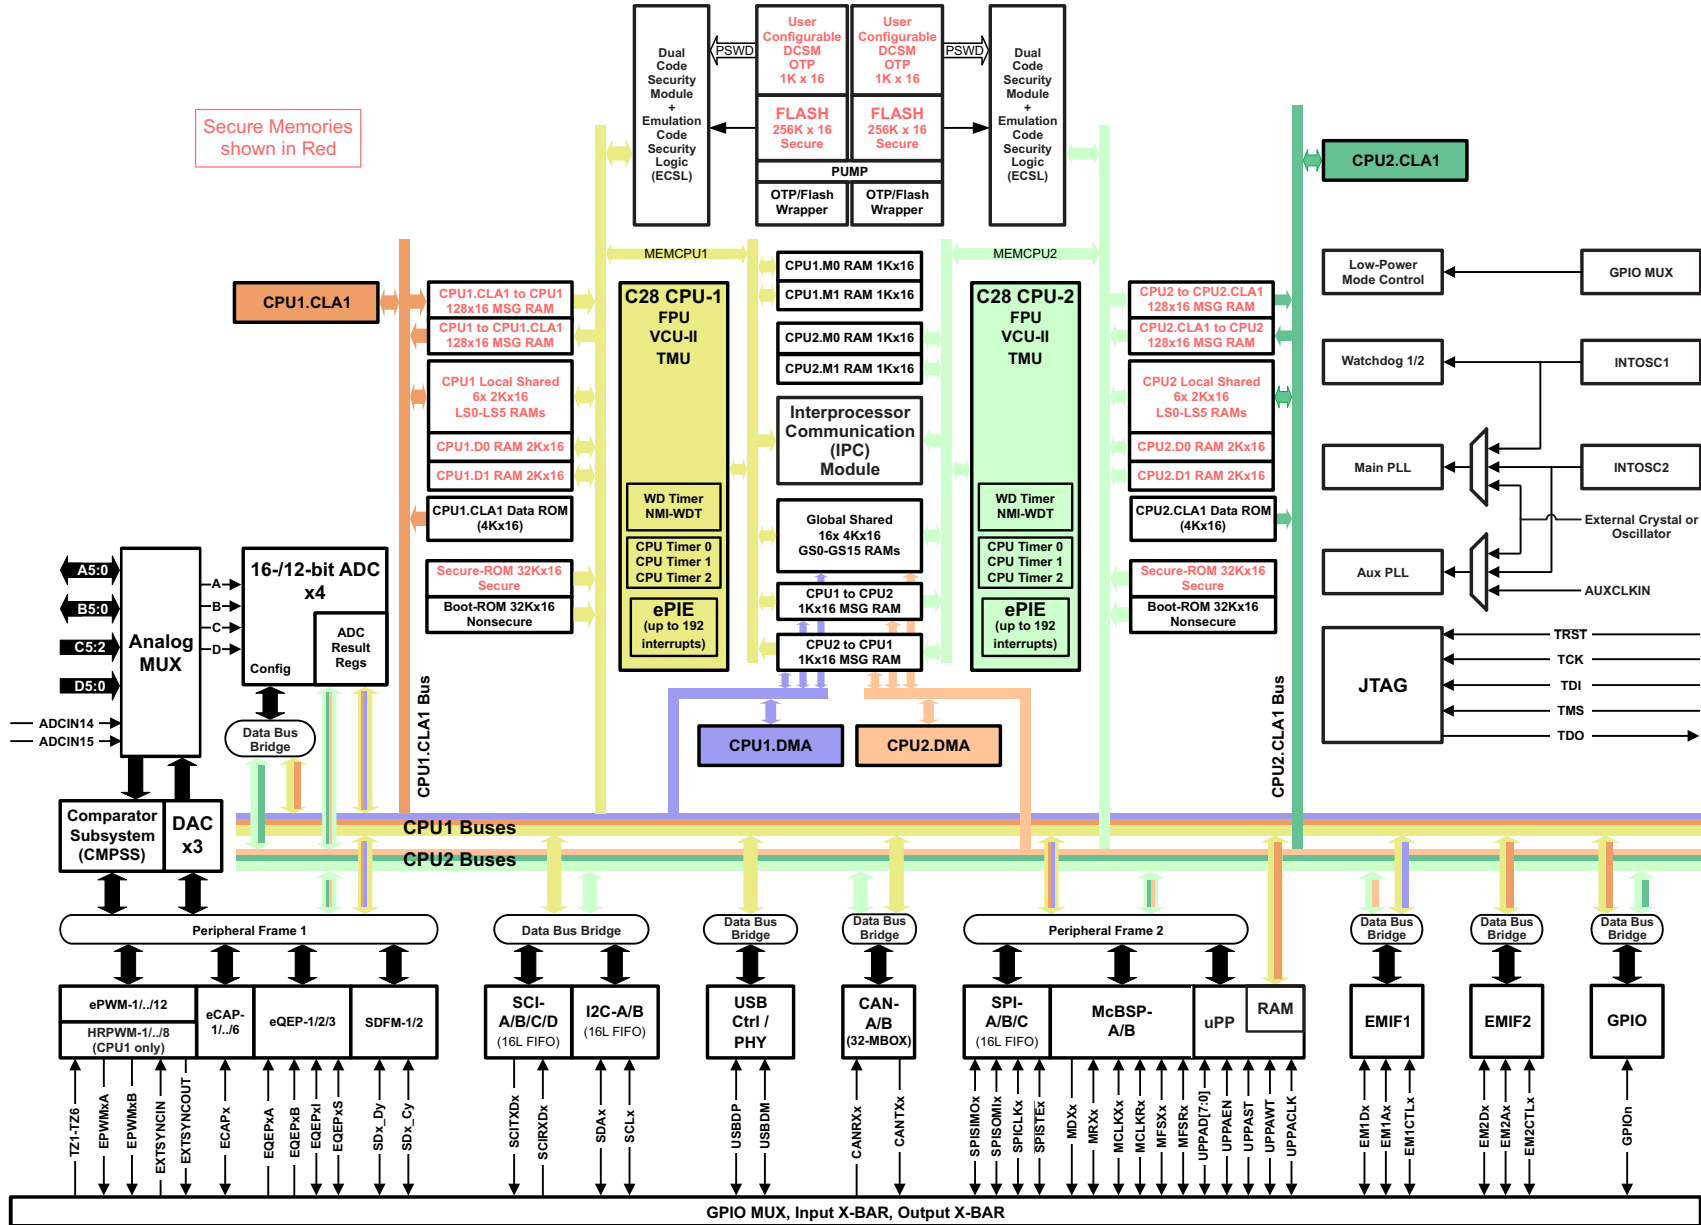 Secure Memories
shown in Red
Dual
Code
Security
Module
+
Emulation
Code
Security
Logic
(ECSL)
PSWD
User
Configurable
DCSM
OTP
1K x 16
User
Configurable
DCSM
OTP
1K x 16
PSWD
FLASH
256K x 16
Secure
FLASH
256K x 16
Secure
PUMP
OTP/Flash
Wrapper
OTP/Flash
Wrapper
Dual
Code
Security
Module
+
Emulation
Code
Security
Logic
(ECSL)
CPU2.CLA1
MEMCPU1
MEMCPU2
CPU1.CLA1
CPU1.CLA1 to CPU1
128x16 MSG RAM
CPU1 to CPU1.CLA1
128x16 MSG RAM
CPU1 Local Shared
6x 2Kx16
LS0-LS5 RAMs
CPU1.D0 RAM 2Kx16
CPU1.D1 RAM 2Kx16
CPU1.CLA1 Data ROM
(4Kx16)
Secure-ROM 32Kx16
Secure
Boot-ROM 32Kx16
Nonsecure
CPU1.CLA1 Bus
C28 CPU-1
FPU
VCU-II
TMU
WD Timer
NMI-WDT
CPU Timer 0
CPU Timer 1
CPU Timer 2
ePIE
(up to 192
interrupts)
CPU1.M0 RAM 1Kx16
CPU1.M1 RAM 1Kx16
CPU2.M0 RAM 1Kx16
CPU2.M1 RAM 1Kx16
Interprocessor
Communication
(IPC)
Module
Global Shared
16x 4Kx16
GS0-GS15 RAMs
CPU1 to CPU2
1Kx16 MSG RAM
CPU2 to CPU1
1Kx16 MSG RAM
CPU1.DMA
CPU2.DMA
C28 CPU-2
FPU
VCU-II
TMU
WD Timer
NMI-WDT
CPU Timer 0
CPU Timer 1
CPU Timer 2
ePIE
(up to 192
interrupts)
CPU2 to CPU2.CLA1
128x16 MSG RAM
CPU2.CLA1 to CPU2
128x16 MSG RAM
CPU2 Local Shared
6x 2Kx16
LS0-LS5 RAMs
CPU2.D0 RAM 2Kx16
CPU2.D1 RAM 2Kx16
CPU2.CLA1 Data ROM
(4Kx16)
Secure-ROM 32Kx16
Secure
Boot-ROM 32Kx16
Nonsecure
CPU2.CLA1 Bus
Low-Power
Mode Control
GPIO MUX
Watchdog 1/2
INTOSC1
Main PLL
INTOSC2
External Crystal or
Oscillator
Aux PLL
AUXCLKIN
JTAG
TRST
TCK
TDI
TMS
TDO
A5:0
B5:0
C5:2
D5:0
ADCIN14
ADCIN15
Analog
MUX
A
B
C
D
16-/12-bit ADC
x4
ADC
Result
Regs
Config
Data Bus
Bridge
Comparator
Subsystem
(CMPSS)
DAC
x3
CPU1 Buses
CPU2 Buses
Peripheral Frame 1
Data Bus Bridge
Data Bus
Bridge
Data Bus
Bridge
Peripheral Frame 2
Data Bus
Bridge
Data Bus
Bridge
Data Bus
Bridge
ePWM-1/../12
HRPWM-1/../8
(CPU1 only)
eCAP-
1/../6
eQEP-1/2/3
SDFM-1/2
SCI-
A/B/C/D
(16L FIFO)
I2C-A/B
(16L FIFO)
USB
Ctrl /
PHY
CAN-
A/B
(32-MBOX)
SPI-
A/B/C
(16L FIFO)
McBSP-
A/B
uPP
RAM
EMIF1
EMIF2
GPIO
TZ1-TZ6
EPWMxA
EPWMxB
EXTSYNCIN
EXTSYNCOUT
ECAPx
EQEPxA
EQEPxB
EQEPxI
EQEPxS
SDx_Dy
SDx_Cy
SCITXDx
SCIRXDx
SDAx
SCLx
USBDP
USBDM
CANRXx
CANTXx
SPISIMOx
SPISOMIx
SPICLKx
SPISTEx
MDXx
MRXx
MCLKXx
MCLKRx
MFSXx
MFSRx
UPPAD[7:0]
UPPAEN
UPPAST
UPPAWT
UPPACLK
EM1Dx
EM1Ax
EM1CTLx
EM2Dx
EM2Ax
EM2CTLx
GPIOn
GPIO MUX, Input X-BAR, Output X-BAR